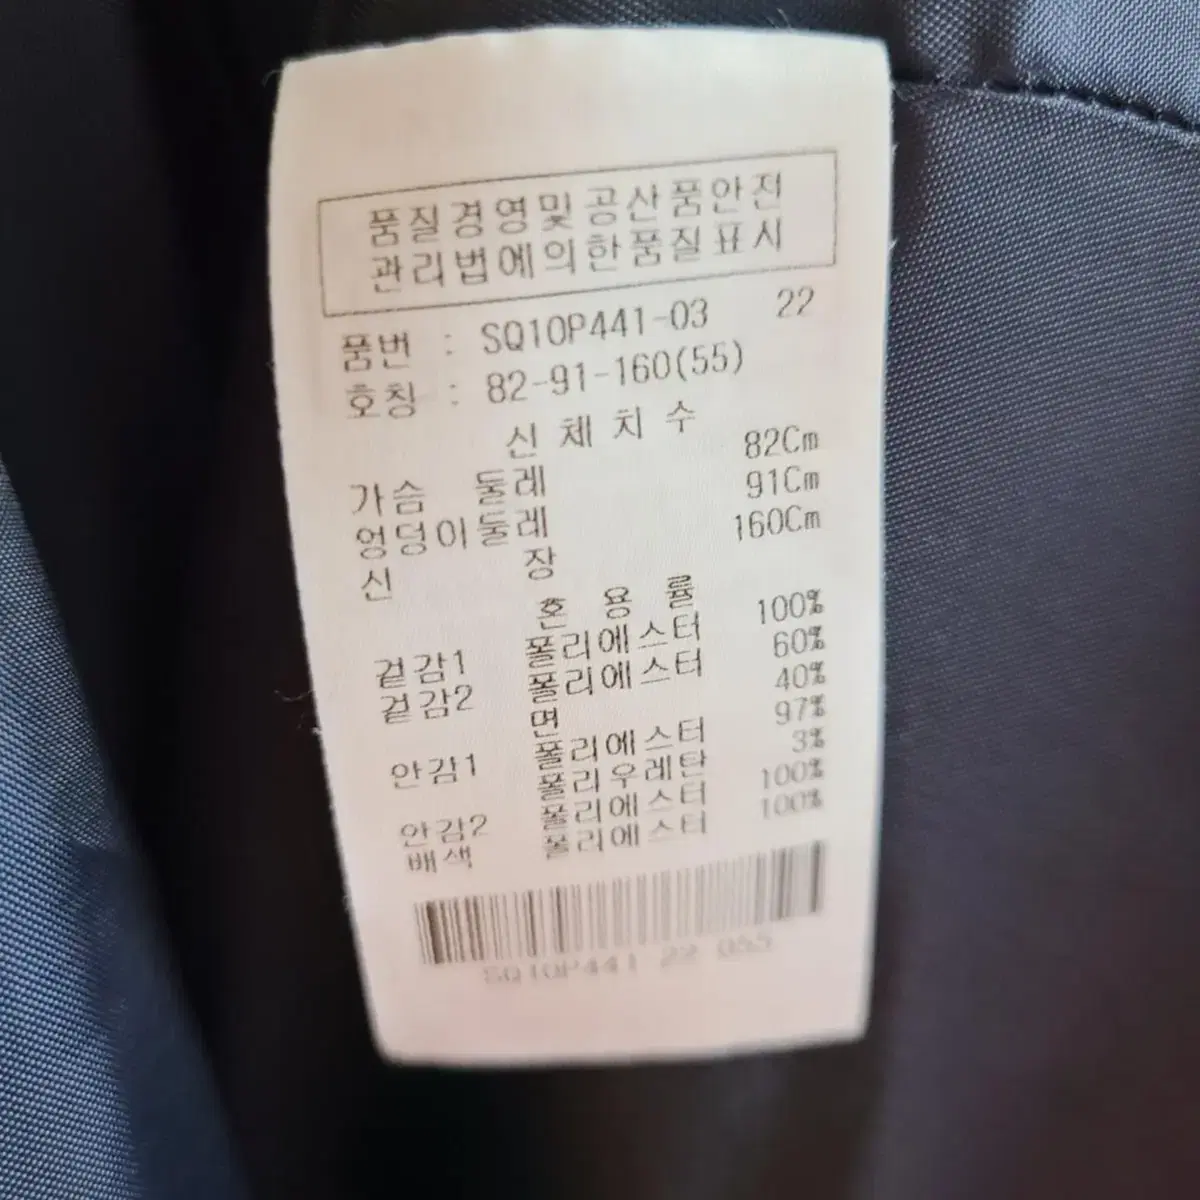 품질경영및 공산품안전
관리법에의한품질표시
품번 : SQ10P441-03 22
호칭 : 82-91-160(55)
신 체 치 수
가슴 둘레 82Cm
엉덩이둘레 91Cm
신 장 160Cm
혼 용 률
겉감1 폴리에스터 100%
겉감2 폴리에스터 60%
면 40%
안감1 폴리에스터 97%
폴리우레탄 3%
안감2 폴리에스터 100%
배색 폴리에스터 100%
SQ10P441 22 055